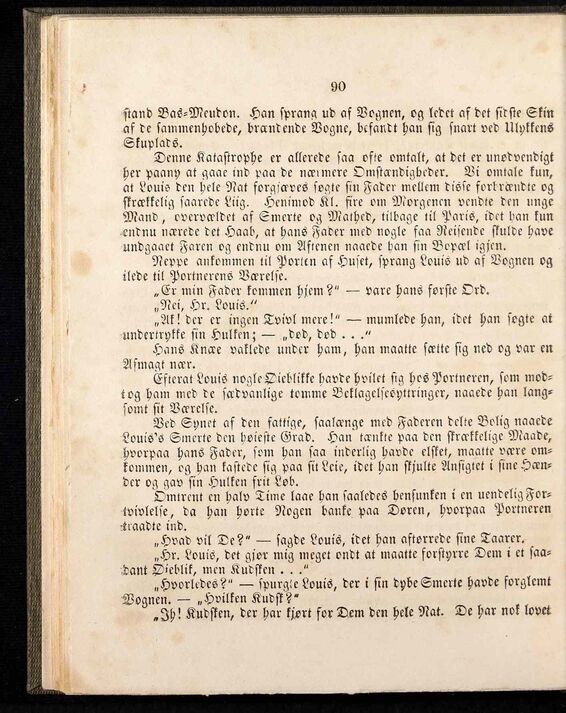 90
stand Bas-Meudon. Han sprang ud af Vognen, og ledet af det sidste Skin
af de sammenhobede, brændende Vogne, befandt han sig snart ved Ulykkens
Skuplads.
Denne Katastrophe er allerede saa ofte omtalt, at det er unødvendigt
her paany at gaae ind paa de nærmere Omstændigheder. Vi omtale kun,
at Louis den hele Nat forgjæves søgte sin Fader mellem disse forbrændte og
skrækkelig saarede Liig. Henimod Kl. fire om Morgenen vendte den unge
Mand, overvældet af Smerte og Mathed, tilbage til Paris, idet han kun
endnu nærede det Haab, at hans Fader med nogle faa Reisende skulde have
undgaaet Faren og endnu om Aftenen naaede han sin Bopæl igjen.
Neppe ankommen til Porten af Huset, sprang Louis ud af Vognen og
ilede til Portnerens Værelse.
„Er min Fader kommen hjem?“ — vare hans første Ord.
„Nei, Hr. Louis.“
„Ak! der er ingen Tvivl mere!“ — mumlede han, idet han søgte at
undertrykke sin Hulken; — „død, død . . .“
Hans Knæe vaklede under ham, han maatte sætte sig ned og var en
Afmagt nær.
Efterat Louis nogle Øieblikke havde hvilet sig hos Portneren, som mod-
tog ham med de sædvanlige tomme Beklagelsesyttringer, naaede han lang-
somt sit Værelse.
Ved Synet af den fattige, saalænge med Faderen delte Bolig naaede
Louis's Smerte den høieste Grad. Han tænkte paa den skrækkelige Maade,
hvorpaa hans Fader, som han saa inderlig havde elsket, maatte være om-
kommen, og han kastede sig paa sit Leie, idet han skjulte Ansigtet i sine Hæn-
der og gav sin Hulken frit Løb.
Omtrent en halv Time laae han saaledes hensunken i en uendelig For-
tvivlelse, da han hørte Nogen banke paa Døren, hvorpaa Portneren
traadte ind.
„Hvad vil De?“ — sagde Louis, idet han aftørrede sine Taarer.
„Hr. Louis, det gjør mig meget ondt at maatte forstyrre Dem i et saa-
dant Øieblik, men Kudsken . . .“
„Hvorledes?“ — spurgte Louis, der i sin dybe Smerte havde forglemt
Vognen. — „Hvilken Kudsk?“
„Ih! Kudsken, der har kjørt for Dem den hele Nat. De har nok lovet